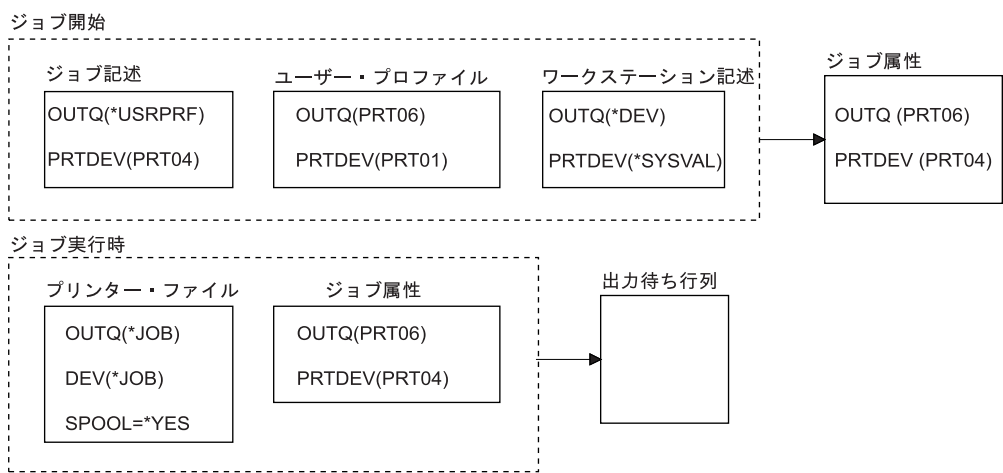 ジョブ開始
ジョブ記述
OUTQ(*USRPRF)
PRTDEV(PRT04)
ユーザー・プロファイル
OUTQ(PRT06)
PRTDEV(PRT01)
ワークステーション記述
OUTQ(*DEV)
PRTDEV(*SYSVAL)
ジョブ属性
OUTQ (PRT06)
PRTDEV (PRT04)
ジョブ実行時
プリンター・ファイル
OUTQ(*JOB)
DEV(*JOB)
SPOOL=*YES
ジョブ属性
OUTQ(PRT06)
PRTDEV(PRT04)
出力待ち行列